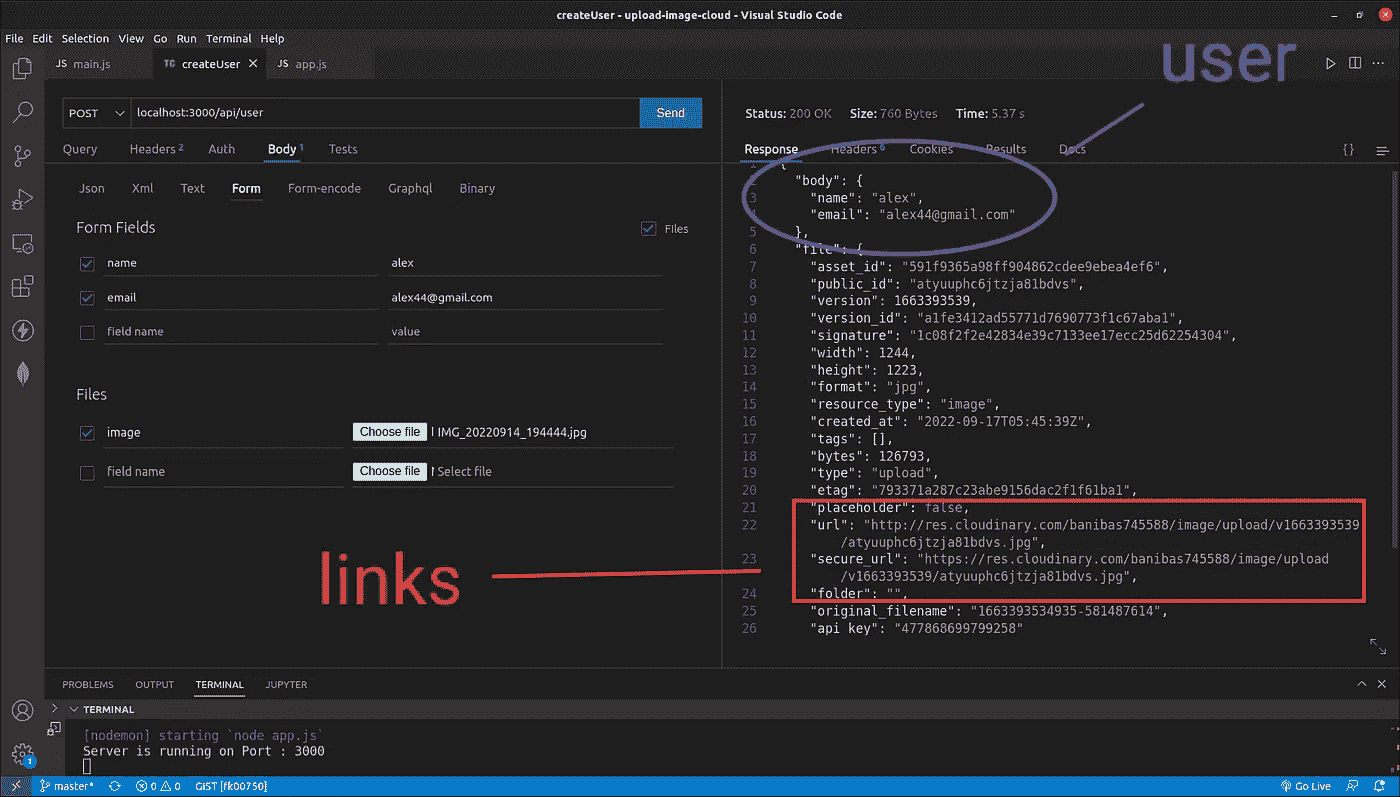 createUser - upload-image-cloud - Visual Studio Code
File Edit Selection View Go Run Terminal Help
JS main.js TC createUser JS app.js
user
POST localhost:3000/api/user Send
Query Headers 2 Auth Body 1 Tests
Json Xml Text Form Form-encode Graphql Binary
Form Fields Files
name alex
email alex44@gmail.com
field name value
Files
image Choose file IMG_20220914_194444.jpg
field name Choose file Select file
links
Status: 200 OK Size: 760 Bytes Time: 5.37 s
Response Headers 6 Cookies Results Docs {}
1 {
2 "body": {
3 "name": "alex",
4 "email": "alex44@gmail.com"
5 },
6 "file": {
7 "asset_id": "591f9365a98ff904862cdee9ebea4ef6",
8 "public_id": "atyuuphc6jtzja81bdvs",
9 "version": 1663393539,
10 "version_id": "a1fe3412ad55771d7690773f1c67aba1",
11 "signature": "1c08f2f2e42834e39c7133ee17ecc25d62254304",
12 "width": 1244,
13 "height": 1223,
14 "format": "jpg",
15 "resource_type": "image",
16 "created_at": "2022-09-17T05:45:39Z",
17 "tags": [],
18 "bytes": 126793,
19 "type": "upload",
20 "etag": "793371a287c23abe9156dac2f1f61ba1",
21 "placeholder": false,
22 "url": "http://res.cloudinary.com/banibas745588/image/upload/v1663393539
/atyuuphc6jtzja81bdvs.jpg",
23 "secure_url": "https://res.cloudinary.com/banibas745588/image/upload
/v1663393539/atyuuphc6jtzja81bdvs.jpg",
24 "folder": "",
25 "original_filename": "1663393534935-581487614",
26 "api_key": "477868699799258"
PROBLEMS OUTPUT TERMINAL JUPYTER
TERMINAL
[nodemon] starting `node app.js`
Server is running on Port : 3000
1
master* 0 0 GIST [fk00750] Go Live